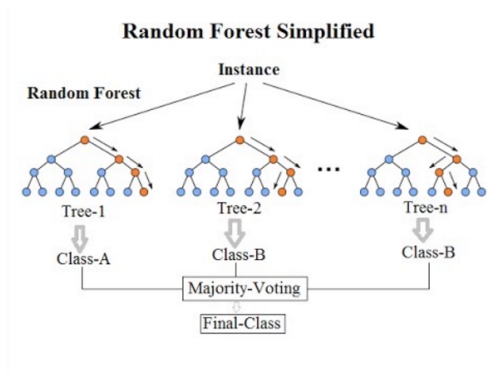 Random Forest Simplified
Instance
Random Forest
...
Tree-1 Tree-2 Tree-n
Class-A Class-B Class-B
Majority-Voting
Final-Class